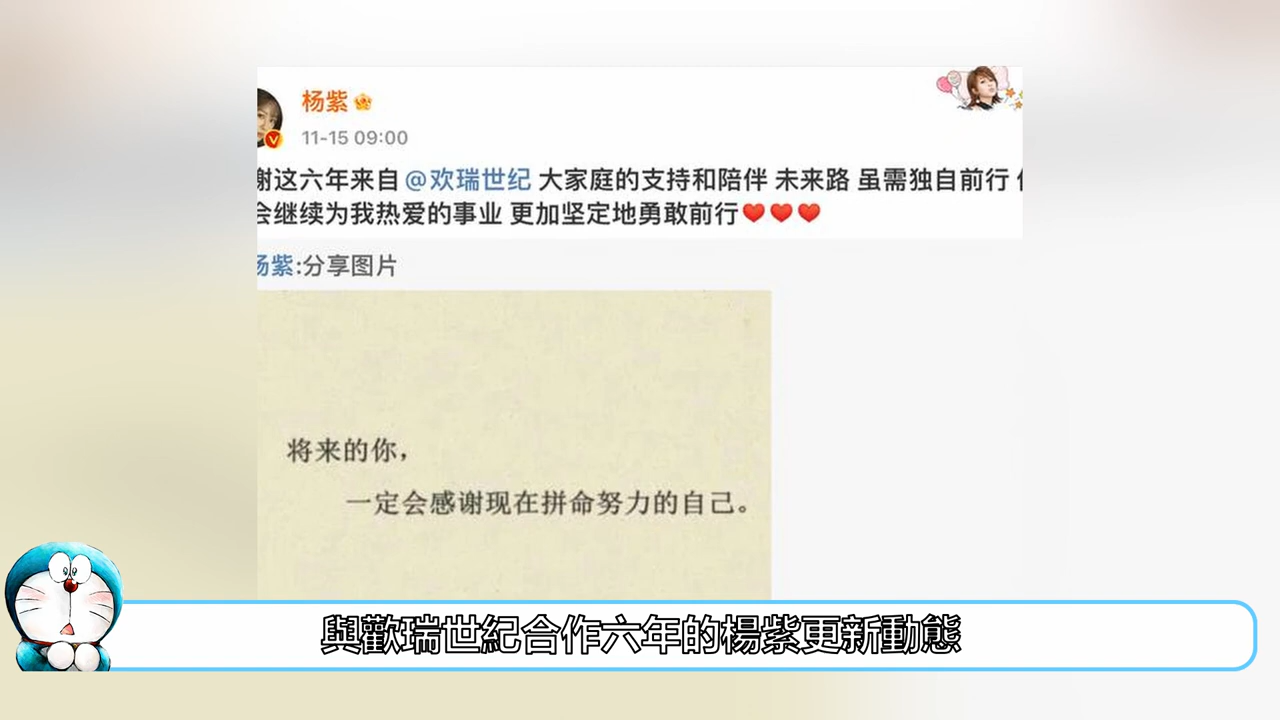 杨紫
11-15 09:00
谢这六年来自@欢瑞世纪 大家庭的支持和陪伴 未来路 虽需独自前行
会继续为我热爱的事业 更加坚定地勇敢前行❤❤❤
杨紫:分享图片
将来的你，
一定会感谢现在拼命努力的自己。
與歡瑞世紀合作六年的楊紫更新動態